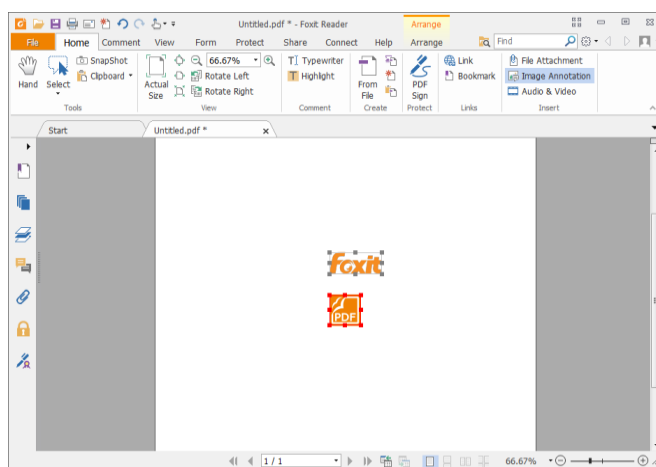 Untitled.pdf * - Foxit Reader
Arrange
File Home Comment View Form Protect Share Connect Help Arrange Find
Hand
Select
SnapShot
Clipboard
Tools
Actual Size
66.67%
Rotate Left
Rotate Right
View
Typewriter
Highlight
Comment
From File
Create
PDF Sign
Protect
Link
Bookmark
Links
File Attachment
Image Annotation
Audio & Video
Insert
Start
Untitled.pdf *
foxit
PDF
1 / 1
66.67%